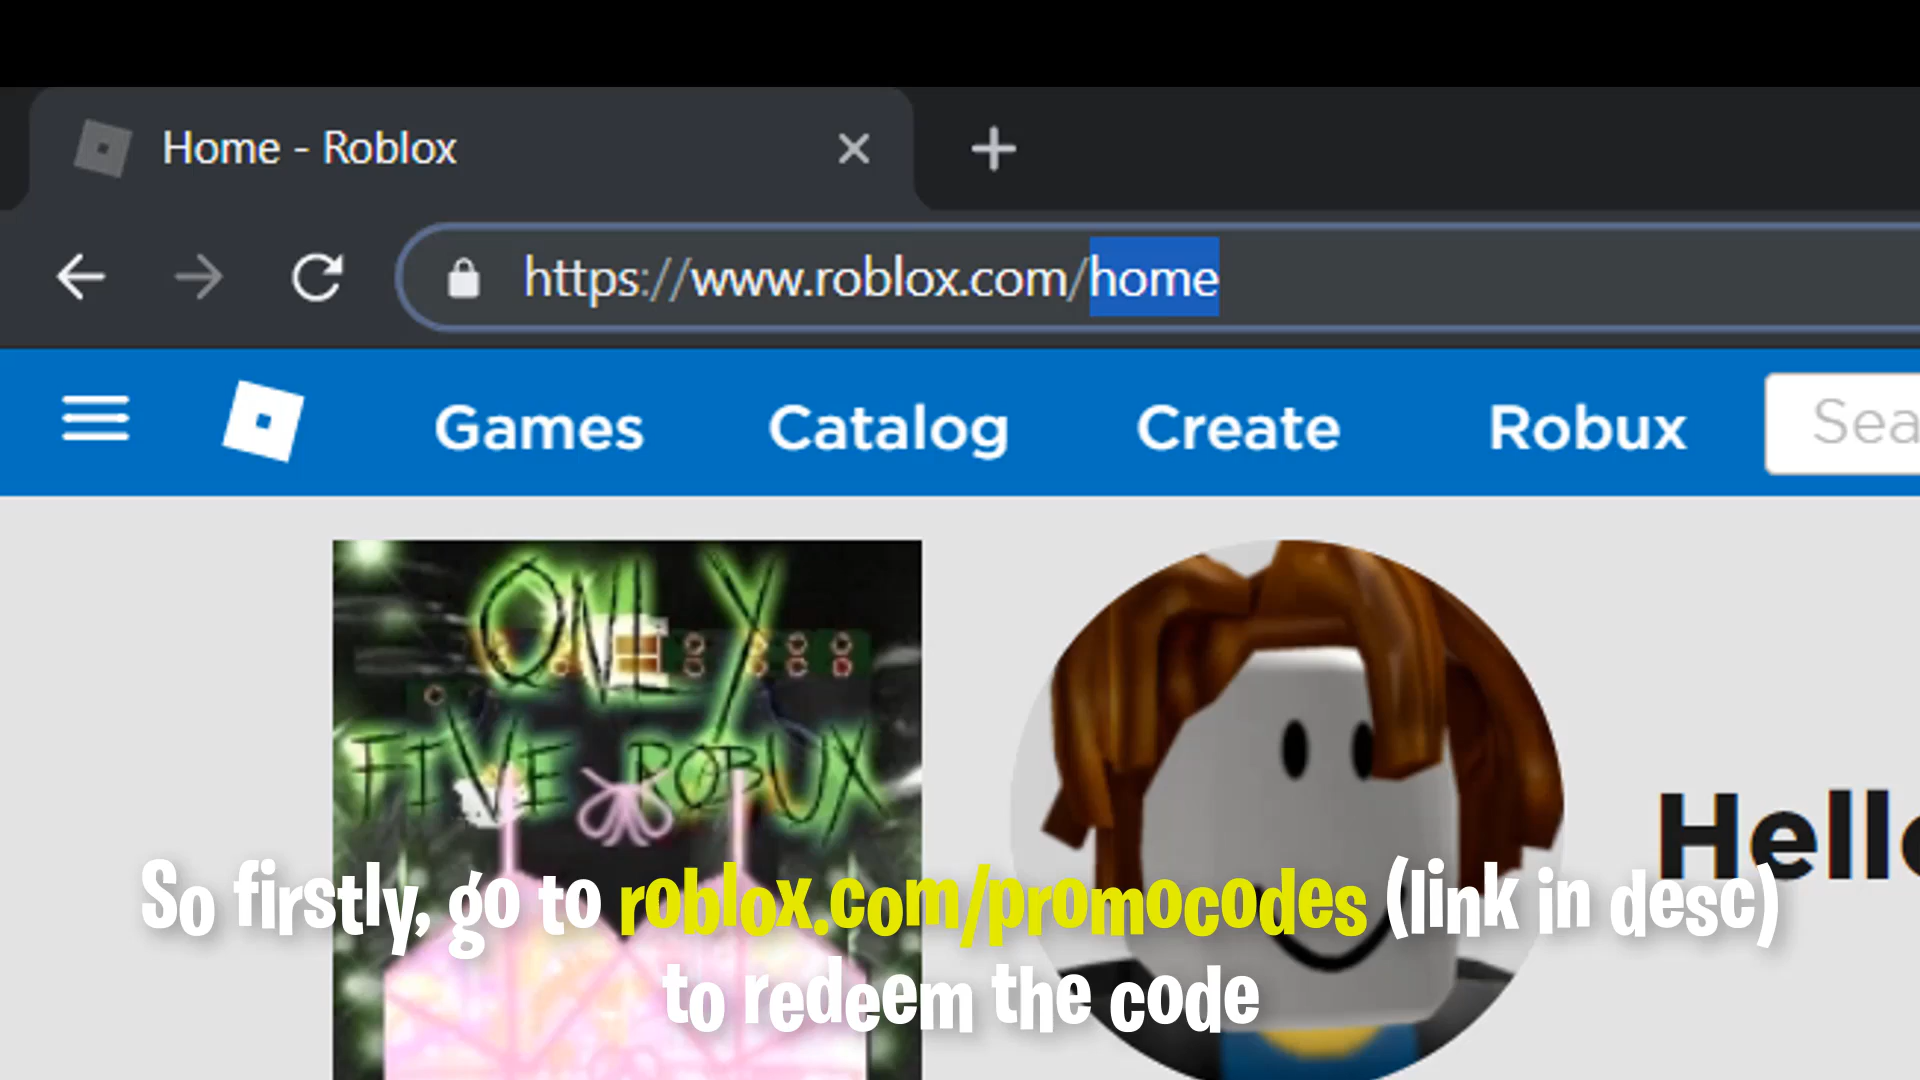 Home - Roblox
https://www.roblox.com/home
Games Catalog Create Robux Sea
ONLY
FIVE ROBUX
Hello
So firstly, go to roblox.com/promocodes (link in desc)
to redeem the code